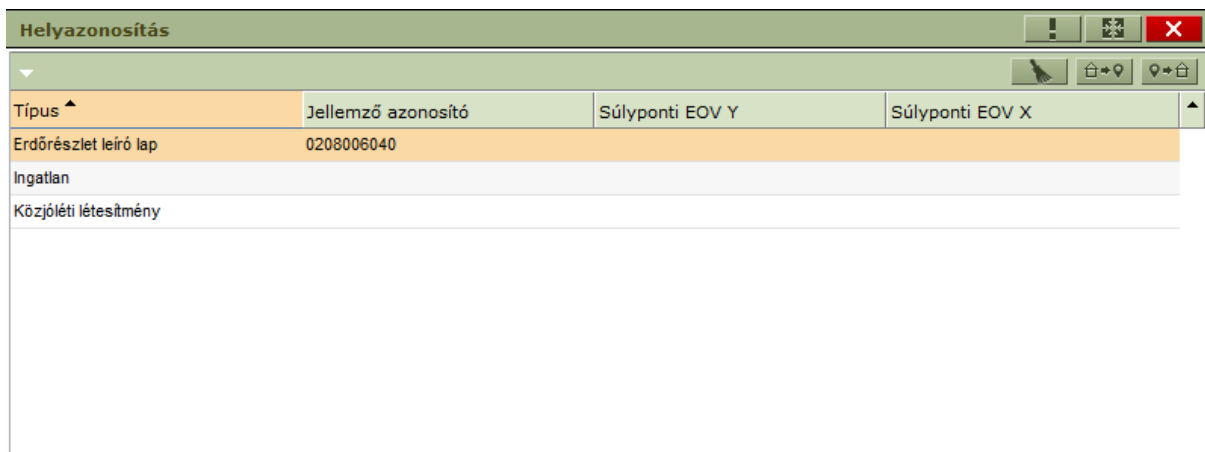 Helyazonosítás
Típus Jellemző azonosító Súlyponti EOV Y Súlyponti EOV X
Erdőrészlet leíró lap 0208006040
Ingatlan
Közjóléti létesítmény